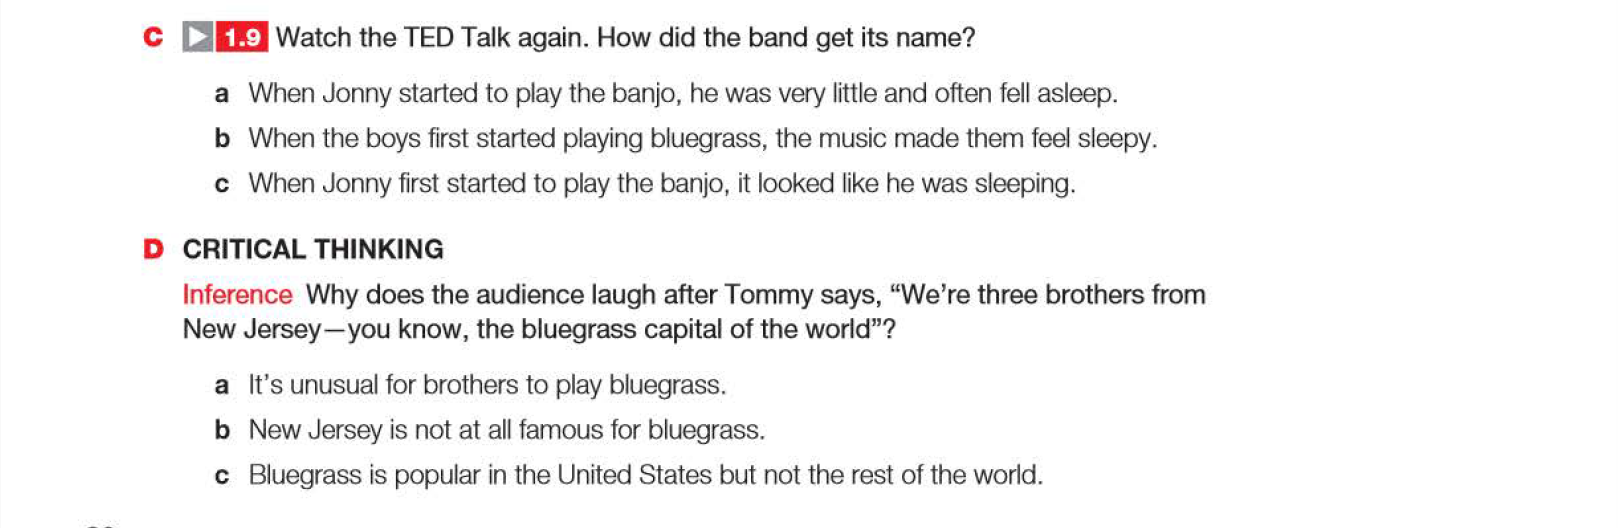 C 1.9 Watch the TED Talk again. How did the band get its name?
a When Jonny started to play the banjo, he was very little and often fell asleep.
b When the boys first started playing bluegrass, the music made them feel sleepy.
c When Jonny first started to play the banjo, it looked like he was sleeping.
D CRITICAL THINKING
Inference Why does the audience laugh after Tommy says, “We’re three brothers from
New Jersey—you know, the bluegrass capital of the world”?
a It’s unusual for brothers to play bluegrass.
b New Jersey is not at all famous for bluegrass.
c Bluegrass is popular in the United States but not the rest of the world.